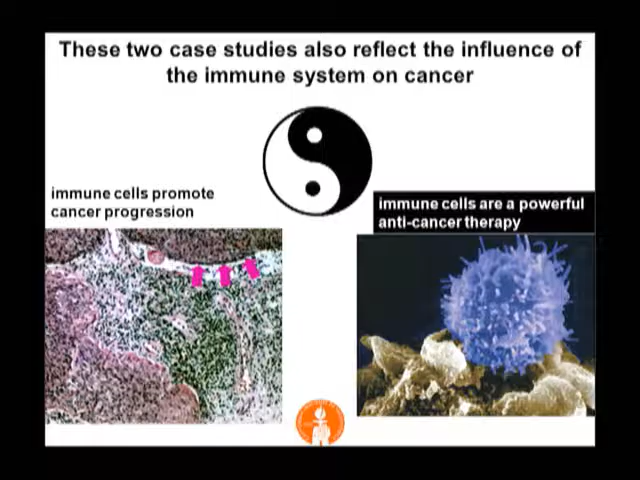 These two case studies also reflect the influence of
the immune system on cancer
immune cells promote
cancer progression
immune cells are a powerful
anti-cancer therapy